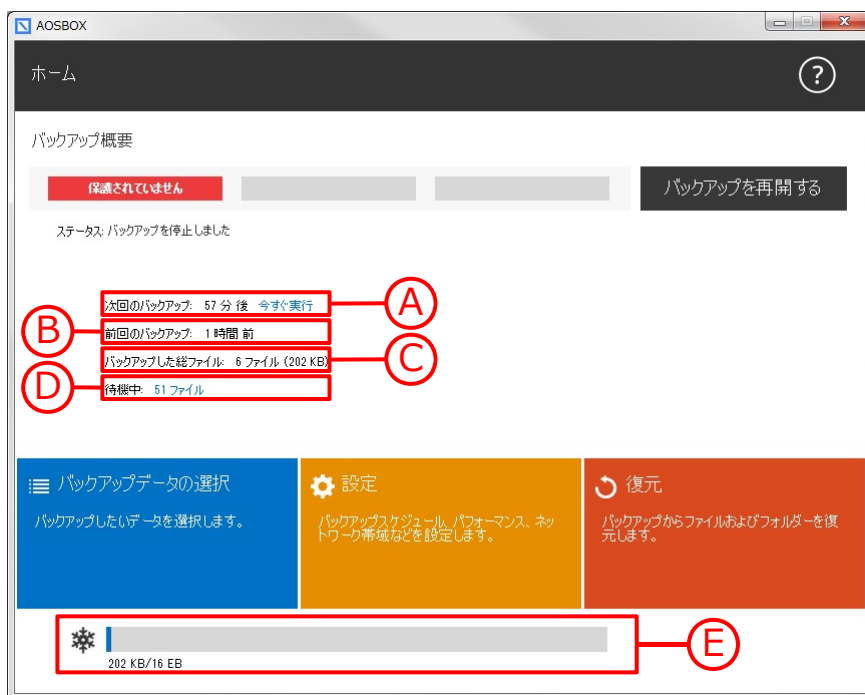 AOSBOX
ホーム
?
バックアップ概要
保護されていません
バックアップを再開する
ステータス: バックアップを停止しました
次回のバックアップ: 57 分 後 今すぐ実行
A
B
前回のバックアップ: 1 時間 前
バックアップした総ファイル: 6 ファイル (202 KB)
C
D
待機中: 51 ファイル
バックアップデータの選択
バックアップしたいデータを選択します。
設定
バックアップスケジュール、パフォーマンス、ネッ
トワーク帯域などを設定します。
復元
バックアップからファイルおよびフォルダーを復
元します。
202 KB/16 EB
E